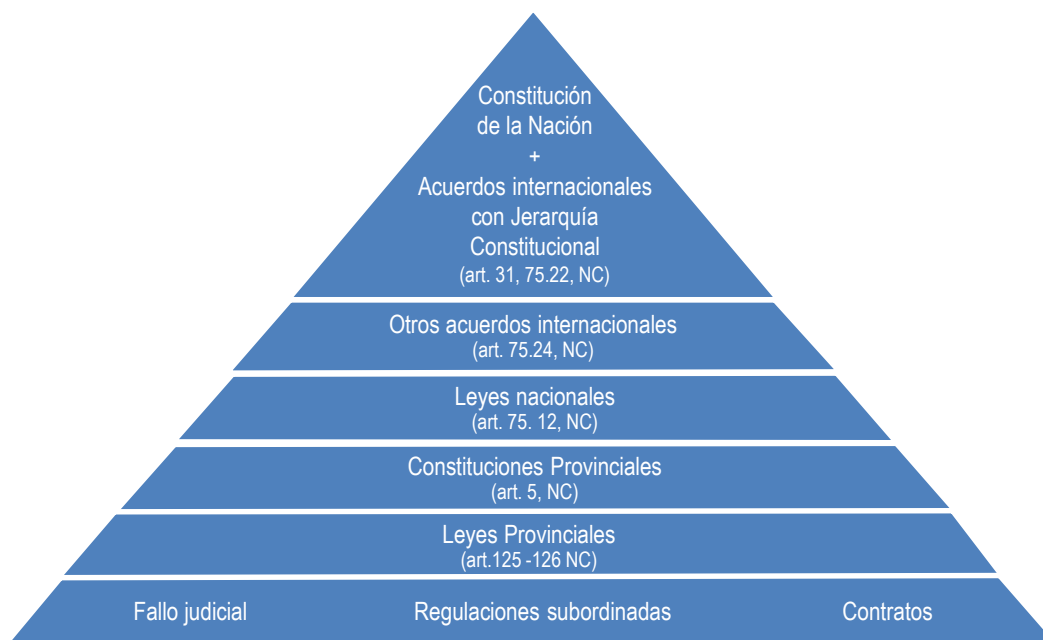 Constitución
de la Nación
+
Acuerdos internacionales
con Jerarquía
Constitucional
(art. 31, 75.22, NC)
Otros acuerdos internacionales
(art. 75.24, NC)
Leyes nacionales
(art. 75. 12, NC)
Constituciones Provinciales
(art. 5, NC)
Leyes Provinciales
(art.125 -126 NC)
Fallo judicial Regulaciones subordinadas Contratos